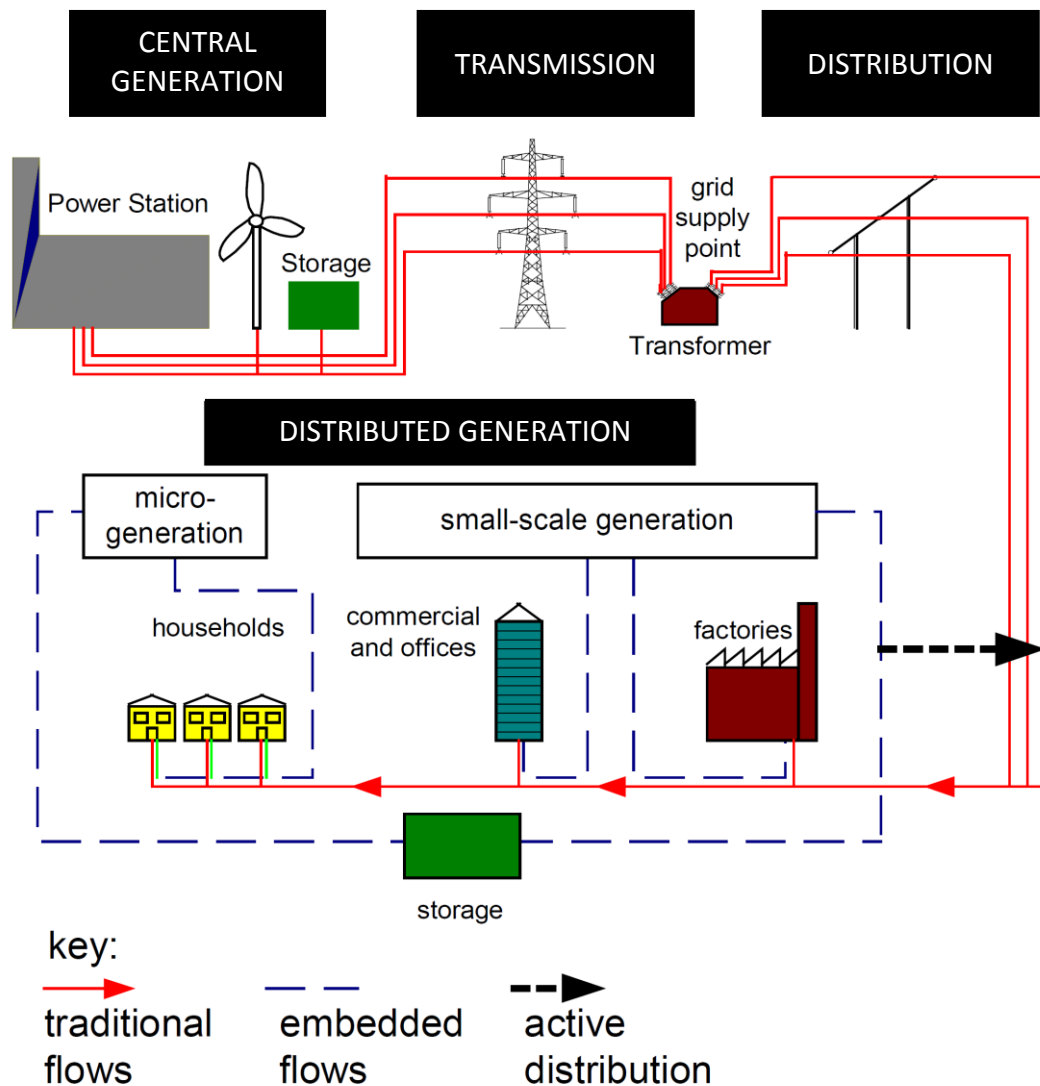 CENTRAL
GENERATION
TRANSMISSION
DISTRIBUTION
Power Station
Storage
grid
supply
point
Transformer
DISTRIBUTED GENERATION
micro-
generation
small-scale generation
households
commercial
and offices
factories
storage
key:
traditional
flows
embedded
flows
active
distribution